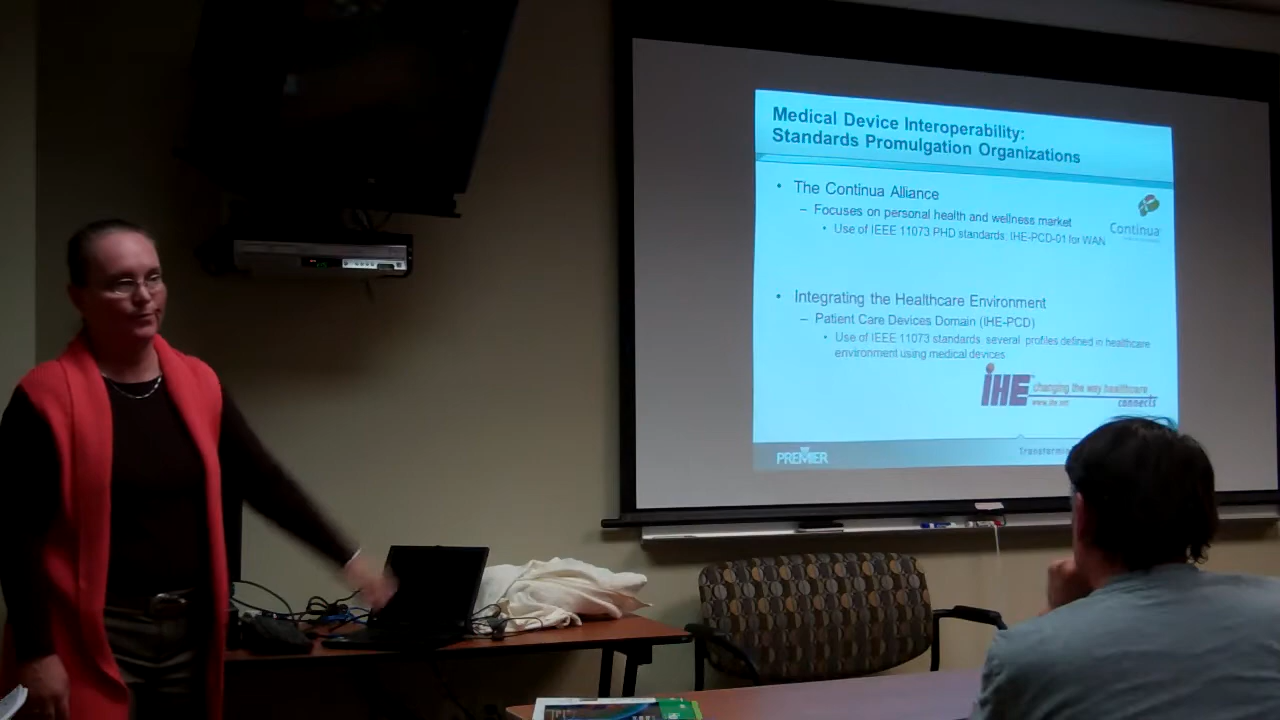 Medical Device Interoperability:
Standards Promulgation Organizations
• The Continua Alliance
– Focuses on personal health and wellness market
• Use of IEEE 11073 PHD standards, IHE-PCD-01 for WAN
Continua
• Integrating the Healthcare Environment
– Patient Care Devices Domain (IHE-PCD)
• Use of IEEE 11073 standards several profiles defined in healthcare
environment using medical devices
IHE changing the way healthcare
www.ihe.net connects
PREMIER